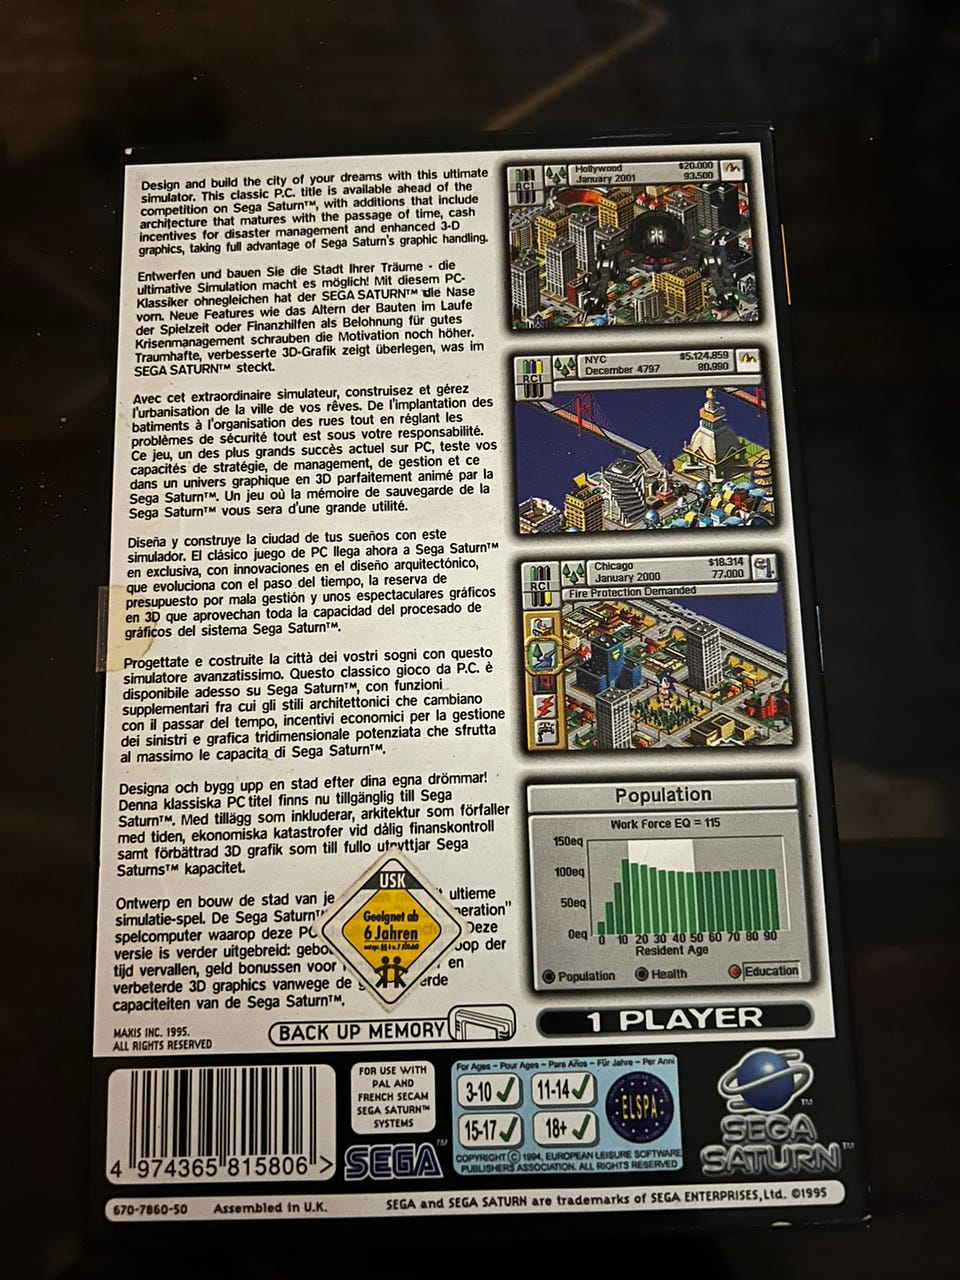 Design and build the city of your dreams with this ultimate
simulator. This classic P.C. title is available ahead of the
competition on Sega Saturn™, with additions that include
architecture that matures with the passage of time, cash
incentives for disaster management and enhanced 3-D
graphics, taking full advantage of Sega Saturn's graphic handling.
Entwerfen und bauen Sie die Stadt Ihrer Träume - die
ultimative Simulation macht es möglich! Mit diesem PC-
Klassiker ohnegleichen hat der SEGA SATURN™ die Nase
vorn. Neue Features wie das Altern der Bauten im Laufe
der Spielzeit oder Finanzhilfen als Belohnung für gutes
Krisenmanagement schrauben die Motivation noch höher.
Traumhafte, verbesserte 3D-Grafik zeigt überlegen, was im
SEGA SATURN™ steckt.
Avec cet extraordinaire simulateur, construisez et gérez
l'urbanisation de la ville de vos rêves. De l'implantation des
batiments à l'organisation des rues tout en réglant les
problèmes de sécurité tout est sous votre responsabilité.
Ce jeu, un des plus grands succès actuel sur PC, teste vos
capacités de stratégie, de management, de gestion et ce
dans un univers graphique en 3D parfaitement animé par la
Sega Saturn™. Un jeu où la mémoire de sauvegarde de la
Sega Saturn™ vous sera d'une grande utilité.
Diseña y construye la ciudad de tus sueños con este
simulador. El clásico juego de PC llega ahora a Sega Saturn™
en exclusiva, con innovaciones en el diseño arquitectónico,
que evoluciona con el paso del tiempo, la reserva de
presupuesto por mala gestión y unos espectaculares gráficos
en 3D que aprovechan toda la capacidad del procesado de
gráficos del sistema Sega Saturn™.
Progettate e costruite la città dei vostri sogni con questo
simulatore avanzatissimo. Questo classico gioco da P.C. è
disponibile adesso su Sega Saturn™, con funzioni
supplementari fra cui gli stili architettonici che cambiano
con il passar del tempo, incentivi economici per la gestione
dei sinistri e grafica tridimensionale potenziata che sfrutta
al massimo le capacita di Sega Saturn™.
Designa och bygg upp en stad efter dina egna drömmar!
Denna klassiska PC titel finns nu tillgänglig till Sega
Saturn™. Med tillägg som inkluderar, arkitektur som förfaller
med tiden, ekonomiska katastrofer vid dålig finanskontroll
samt förbättrad 3D grafik som till fullo utnyttjar Sega
Saturns™ kapacitet.
Ontwerp en bouw de stad van je ultieme
simulatie-spel. De Sega Saturn™ neration"
spelcomputer waarop deze PC Deze
versie is verder uitgebreid: gebo oop der
tijd vervallen, geld bonussen voor en
verbeterde 3D graphics vanwege de g erde
capaciteiten van de Sega Saturn™.
USK
Geeignet ab
6 Jahren
MAXIS INC. 1995.
ALL RIGHTS RESERVED
BACK UP MEMORY
RCI
Hollywood $20.000
January 2001 93.500
RCI
NYC $5.124.859
December 4797 80.990
RCI
Chicago $18.314
January 2000 77.000
Fire Protection Demanded
Population
Work Force EQ = 115
150eq
100eq
50eq
0eq
0 10 20 30 40 50 60 70 80 90
Resident Age
Population Health Education
1 PLAYER
4 974365 815806 >
FOR USE WITH
PAL AND
FRENCH SECAM
SEGA SATURN™
SYSTEMS
SEGA™
For Ages - Pour Ages - Para Años - Für Jahre - Per Anni
3-10 ✓ 11-14 ✓
15-17 ✓ 18+ ✓
ELSPA
COPYRIGHT © 1994, EUROPEAN LEISURE SOFTWARE
PUBLISHERS ASSOCIATION. ALL RIGHTS RESERVED
SEGA
SATURN™
670-7860-50 Assembled in U.K. SEGA and SEGA SATURN are trademarks of SEGA ENTERPRISES, Ltd. ©1995